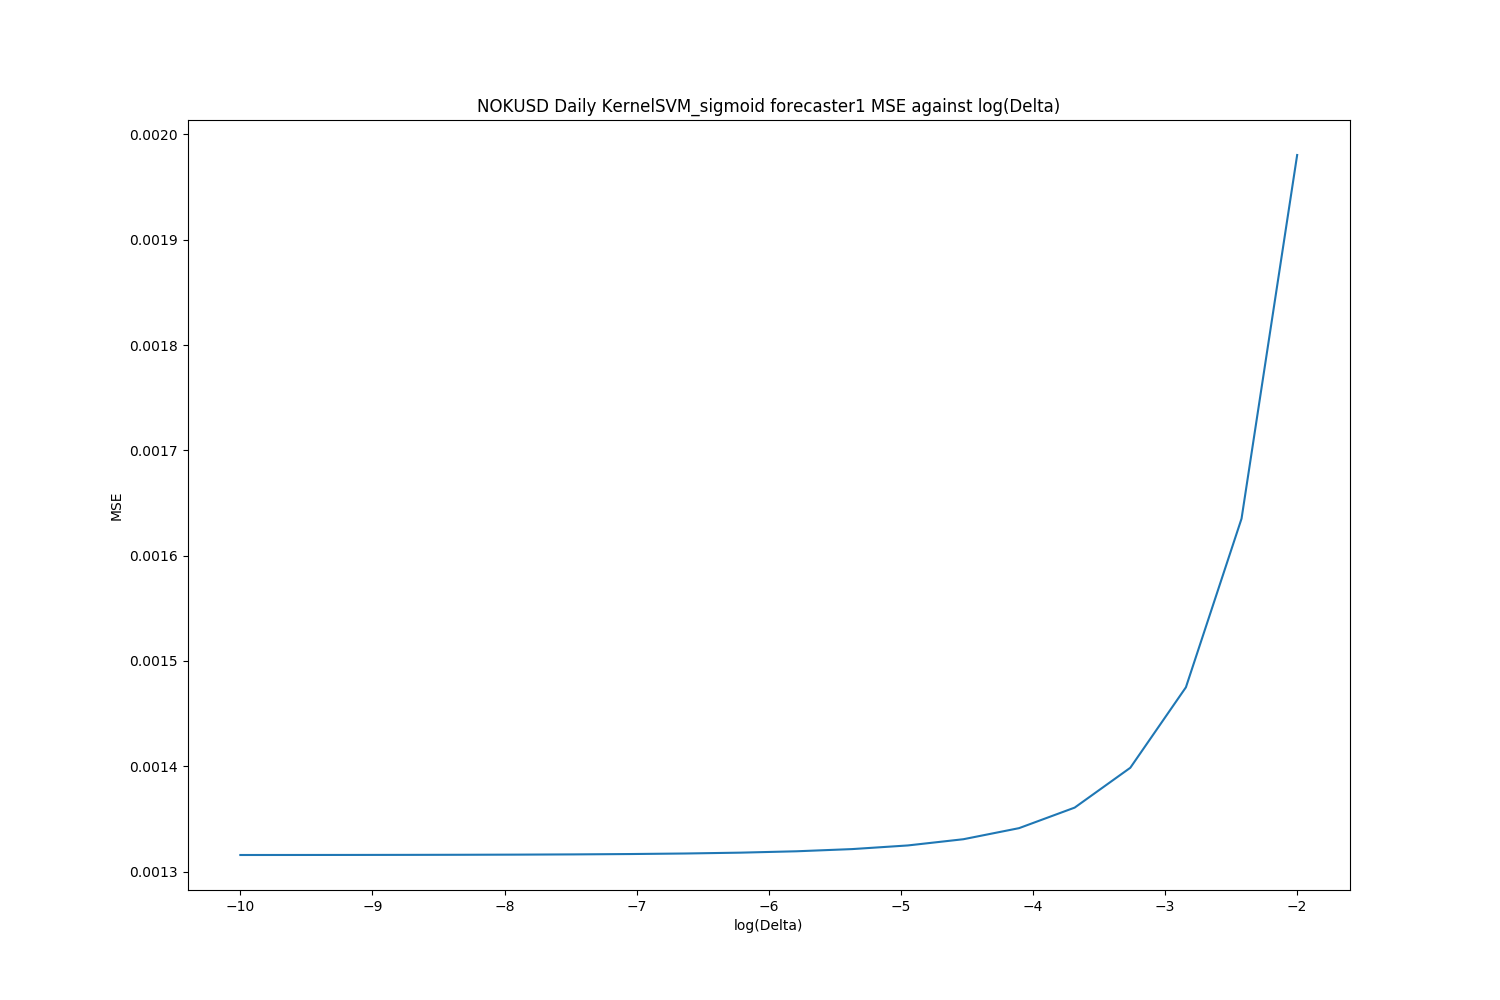 NOKUSD Daily KernelSVM_sigmoid forecaster1 MSE against log(Delta)
0.0020
0.0019
0.0018
0.0017
0.0016
0.0015
0.0014
0.0013
MSE
−10 −9 −8 −7 −6 −5 −4 −3 −2
log(Delta)